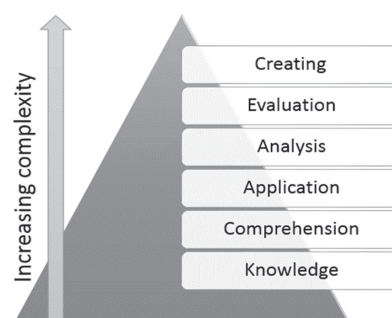 Increasing complexity
Creating
Evaluation
Analysis
Application
Comprehension
Knowledge